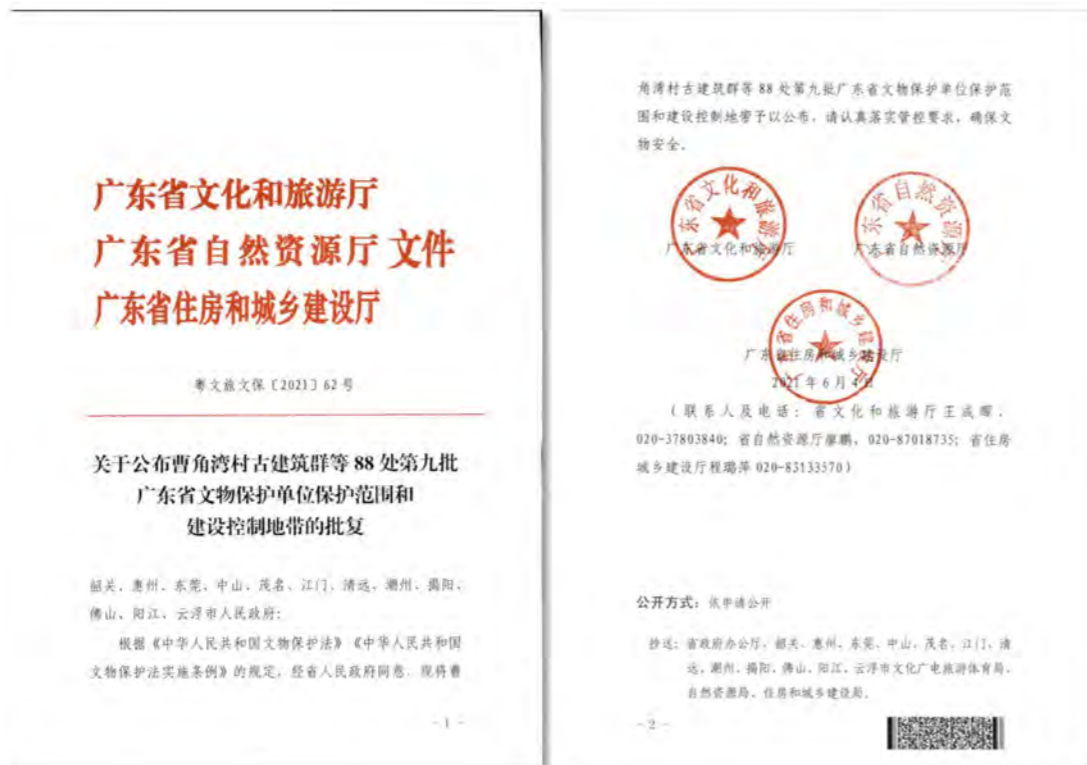 广东省文化和旅游厅
广东省自然资源厅 文件
广东省住房和城乡建设厅
粤文旅文保〔2021〕62号
关于公布曹角湾村古建筑群等88处第九批
广东省文物保护单位保护范围和
建设控制地带的批复
韶关、惠州、东莞、中山、茂名、江门、清远、潮州、揭阳、
佛山、阳江、云浮市人民政府:
根据《中华人民共和国文物保护法》《中华人民共和国
文物保护法实施条例》的规定，经省人民政府同意，现将曹
-1-
角湾村古建筑群等88处第九批广东省文物保护单位保护范
围和建设控制地带予以公布，请认真落实管控要求，确保文
物安全。
广东省文化和旅游厅 广东省自然资源厅
广东省住房和城乡建设厅
2021年6月4日
(联系人及电话：省文化和旅游厅王成晖，
020-37803840；省自然资源厅廖鹏，020-87018735；省住房
城乡建设厅程璐萍 020-83133570)
公开方式：依申请公开
抄送：省政府办公厅，韶关、惠州、东莞、中山、茂名、江门、清
远、潮州、揭阳、佛山、阳江、云浮市文化广电旅游体育局、
自然资源局、住房和城乡建设局。
-2-